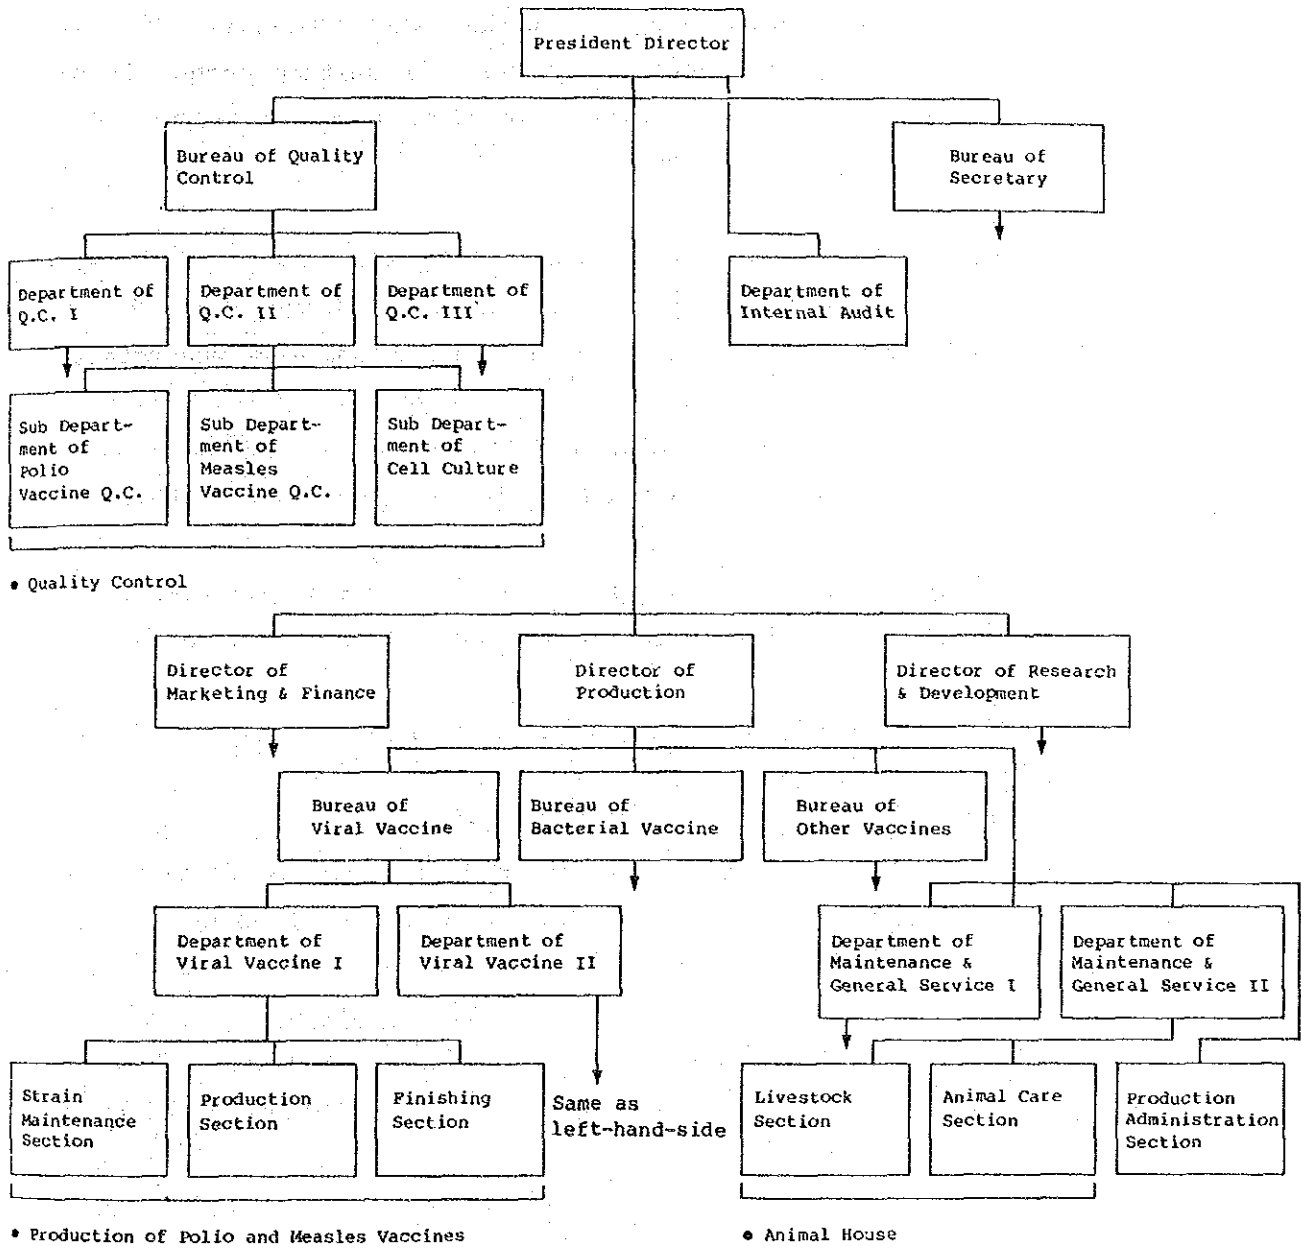 President Director
Bureau of Quality
Control
Bureau of
Secretary
Department of
Q.C. I
Department of
Q.C. II
Department of
Q.C. III
Department of
Internal Audit
Sub Depart-
ment of
Polio
Vaccine Q.C.
Sub Depart-
ment of
Measles
Vaccine Q.C.
Sub Depart-
ment of
Cell Culture
• Quality Control
Director of
Marketing & Finance
Director of
Production
Director of Research
& Development
Bureau of
Viral Vaccine
Bureau of
Bacterial Vaccine
Bureau of
Other Vaccines
Department of
Viral Vaccine I
Department of
Viral Vaccine II
Department of
Maintenance &
General Service I
Department of
Maintenance &
General Service II
Strain
Maintenance
Section
Production
Section
Finishing
Section
Same as
left-hand-side
Livestock
Section
Animal Care
Section
Production
Administration
Section
• Production of Polio and Measles Vaccines
• Animal House